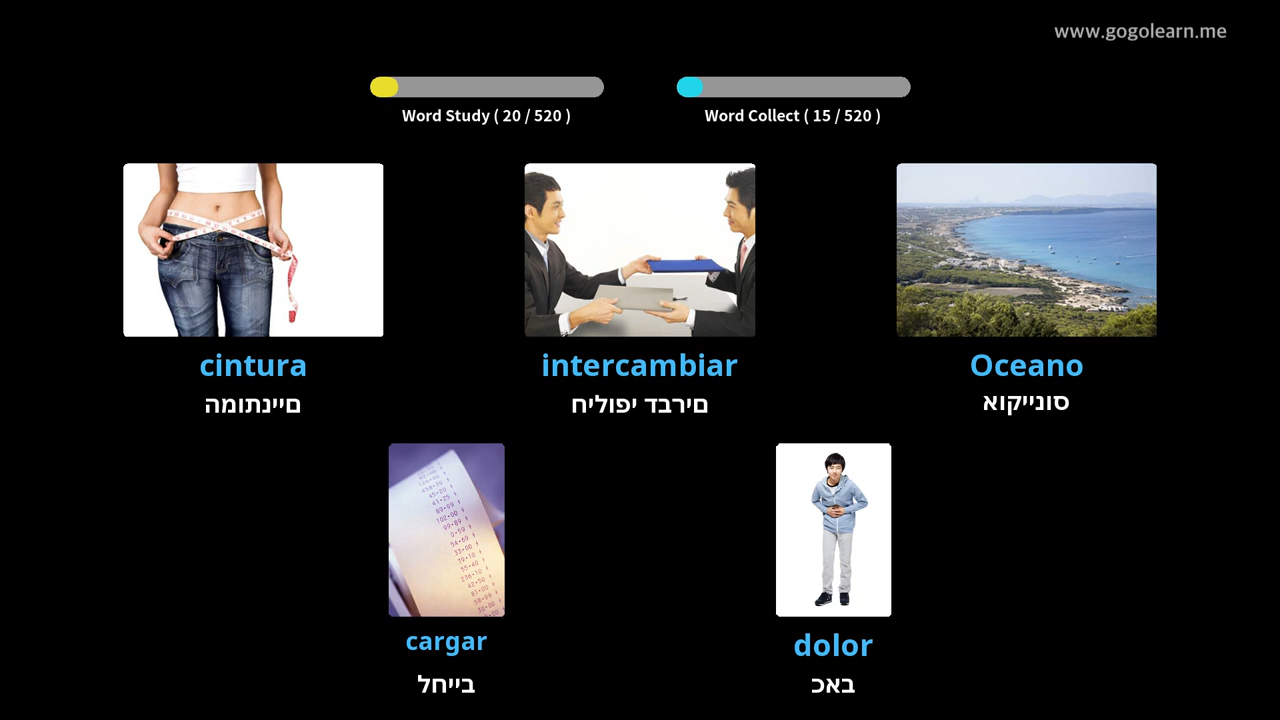 www.gogolearn.me
Word Study ( 20 / 520 )
Word Collect ( 15 / 520 )
cintura
םיינתומה
intercambiar
םירבד יפוליח
Oceano
סונייקוא
cargar
בייחל
dolor
באכ